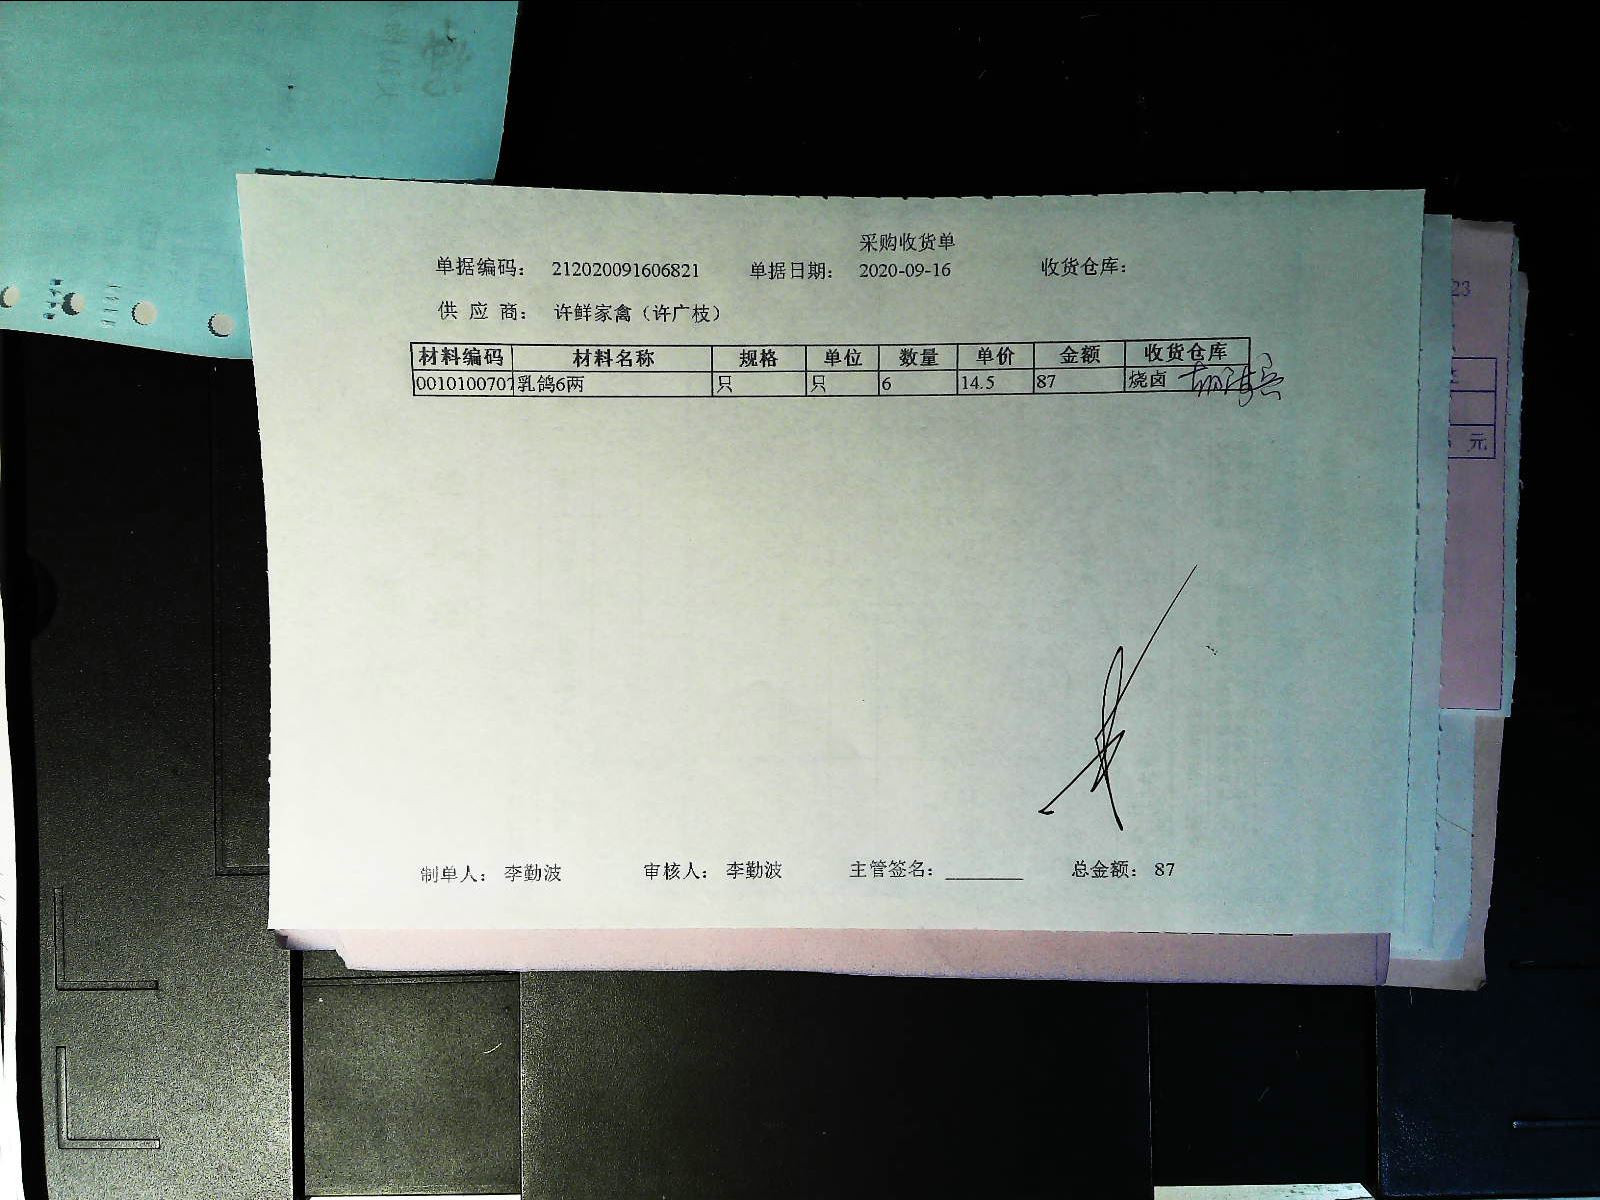 采购收货单
单据编码： 212020091606821 单据日期： 2020-09-16 收货仓库：
供 应 商： 许鲜家禽（许广枝）
材料编码 材料名称 规格 单位 数量 单价 金额 收货仓库
0010100707 乳鸽6两 只 只 6 14.5 87 烧卤
制单人： 李勤波 审核人： 李勤波 主管签名：________ 总金额： 87
23
元